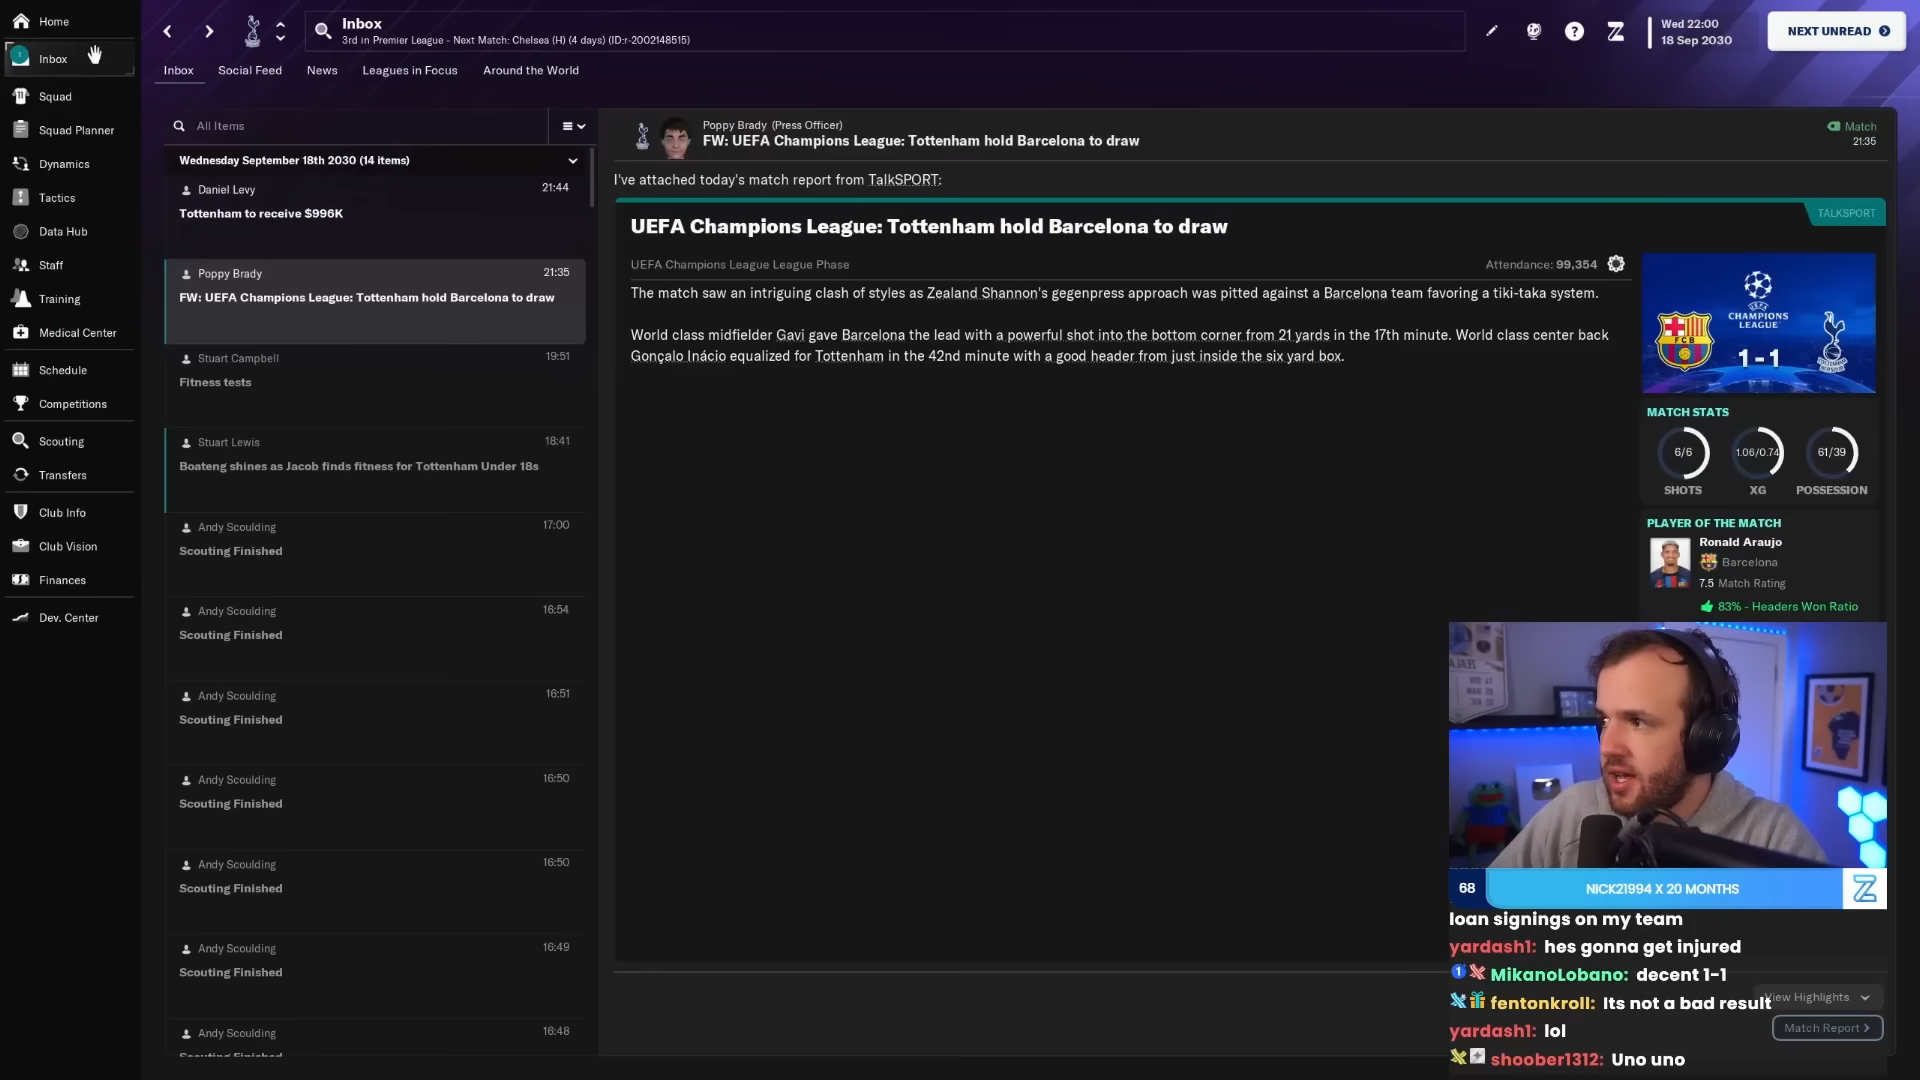 Home
Inbox
Squad
Squad Planner
Dynamics
Tactics
Data Hub
Staff
Training
Medical Center
Schedule
Competitions
Scouting
Transfers
Club Info
Club Vision
Finances
Dev. Center
Inbox
3rd in Premier League - Next Match: Chelsea (H) (4 days) (ID:r-2002148515)
Wed 22:00
18 Sep 2030
NEXT UNREAD
Inbox Social Feed News Leagues in Focus Around the World
All Items
Wednesday September 18th 2030 (14 items)
Daniel Levy 21:44
Tottenham to receive $996K
Poppy Brady 21:35
FW: UEFA Champions League: Tottenham hold Barcelona to draw
Stuart Campbell 19:51
Fitness tests
Stuart Lewis 18:41
Boateng shines as Jacob finds fitness for Tottenham Under 18s
Andy Scoulding 17:00
Scouting Finished
Andy Scoulding 16:54
Scouting Finished
Andy Scoulding 16:51
Scouting Finished
Andy Scoulding 16:50
Scouting Finished
Andy Scoulding 16:50
Scouting Finished
Andy Scoulding 16:49
Scouting Finished
Andy Scoulding 16:48
Scouting Finished
Poppy Brady (Press Officer)
FW: UEFA Champions League: Tottenham hold Barcelona to draw
Match
21:35
I've attached today's match report from TalkSPORT:
TALKSPORT
UEFA Champions League: Tottenham hold Barcelona to draw
UEFA Champions League League Phase Attendance: 99,354
The match saw an intriguing clash of styles as Zealand Shannon's gegenpress approach was pitted against a Barcelona team favoring a tiki-taka system.
World class midfielder Gavi gave Barcelona the lead with a powerful shot into the bottom corner from 21 yards in the 17th minute. World class center back
Gonçalo Inácio equalized for Tottenham in the 42nd minute with a good header from just inside the six yard box.
CHAMPIONS
LEAGUE
FCB
1 - 1
MATCH STATS
6/6 1.06/0.74 61/39
SHOTS XG POSSESSION
PLAYER OF THE MATCH
Ronald Araujo
Barcelona
7.5 Match Rating
83% - Headers Won Ratio
68 NICK21994 X 20 MONTHS Z
loan signings on my team
yardash1: hes gonna get injured
MikanoLobano: decent 1-1
fentonkroll: Its not a bad result
yardash1: lol
shoober1312: Uno uno
View Highlights
Match Report